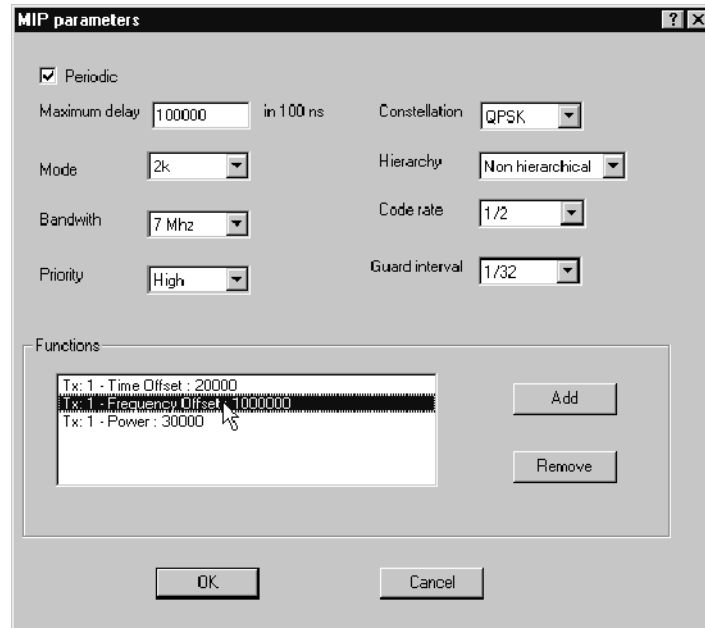 MIP parameters
Periodic
Maximum delay 100000 in 100 ns
Constellation QPSK
Mode 2k
Hierarchy Non hierarchical
Bandwith 7 Mhz
Code rate 1/2
Priority High
Guard interval 1/32
Functions
Tx: 1 - Time Offset : 20000
Tx: 1 - Frequency Offset : 1000000
Tx: 1 - Power : 30000
Add
Remove
OK
Cancel